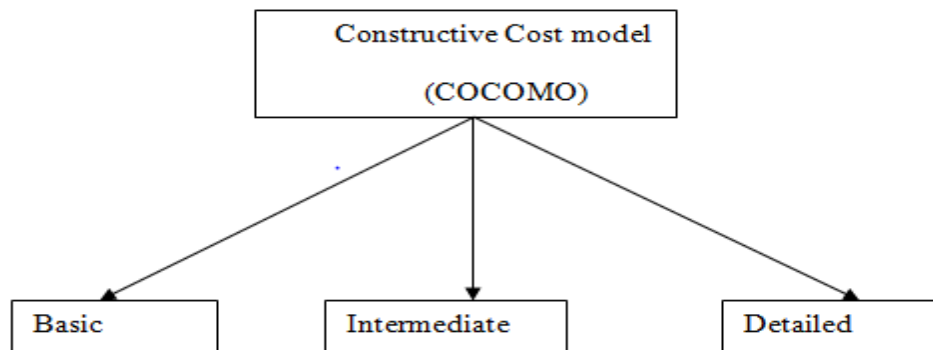 Constructive Cost model
(COCOMO)
Basic
Intermediate
Detailed